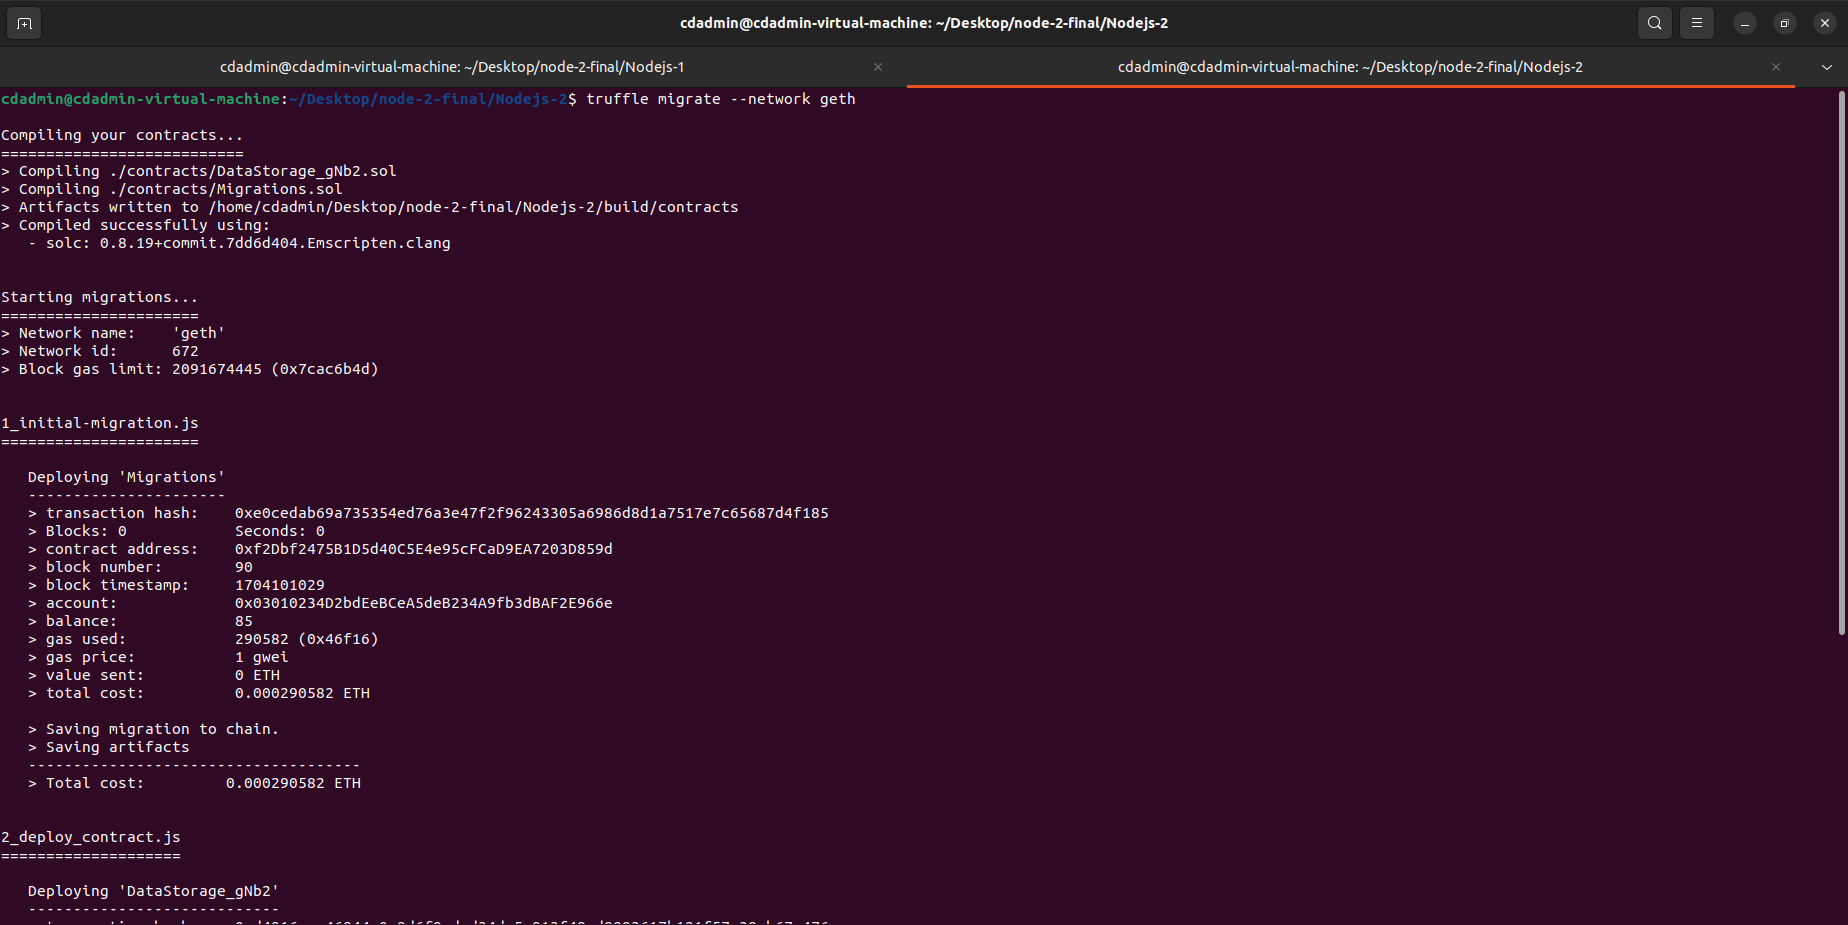 cdadmin@cdadmin-virtual-machine: ~/Desktop/node-2-final/Nodejs-2
cdadmin@cdadmin-virtual-machine: ~/Desktop/node-2-final/Nodejs-1
cdadmin@cdadmin-virtual-machine: ~/Desktop/node-2-final/Nodejs-2
cdadmin@cdadmin-virtual-machine:~/Desktop/node-2-final/Nodejs-2$ truffle migrate --network geth
Compiling your contracts...
===========================
> Compiling ./contracts/DataStorage_gNb2.sol
> Compiling ./contracts/Migrations.sol
> Artifacts written to /home/cdadmin/Desktop/node-2-final/Nodejs-2/build/contracts
> Compiled successfully using:
- solc: 0.8.19+commit.7dd6d404.Emscripten.clang
Starting migrations...
======================
> Network name: 'geth'
> Network id: 672
> Block gas limit: 2091674445 (0x7cac6b4d)
1_initial-migration.js
======================
Deploying 'Migrations'
----------------------
> transaction hash: 0xe0cedab69a735354ed76a3e47f2f96243305a6986d8d1a7517e7c65687d4f185
> Blocks: 0 Seconds: 0
> contract address: 0xf2Dbf2475B1D5d40C5E4e95cFCaD9EA7203D859d
> block number: 90
> block timestamp: 1704101029
> account: 0x03010234D2bdEeBCeA5deB234A9fb3dBAF2E966e
> balance: 85
> gas used: 290582 (0x46f16)
> gas price: 1 gwei
> value sent: 0 ETH
> total cost: 0.000290582 ETH
> Saving migration to chain.
> Saving artifacts
-------------------------------------
> Total cost: 0.000290582 ETH
2_deploy_contract.js
====================
Deploying 'DataStorage_gNb2'
----------------------------